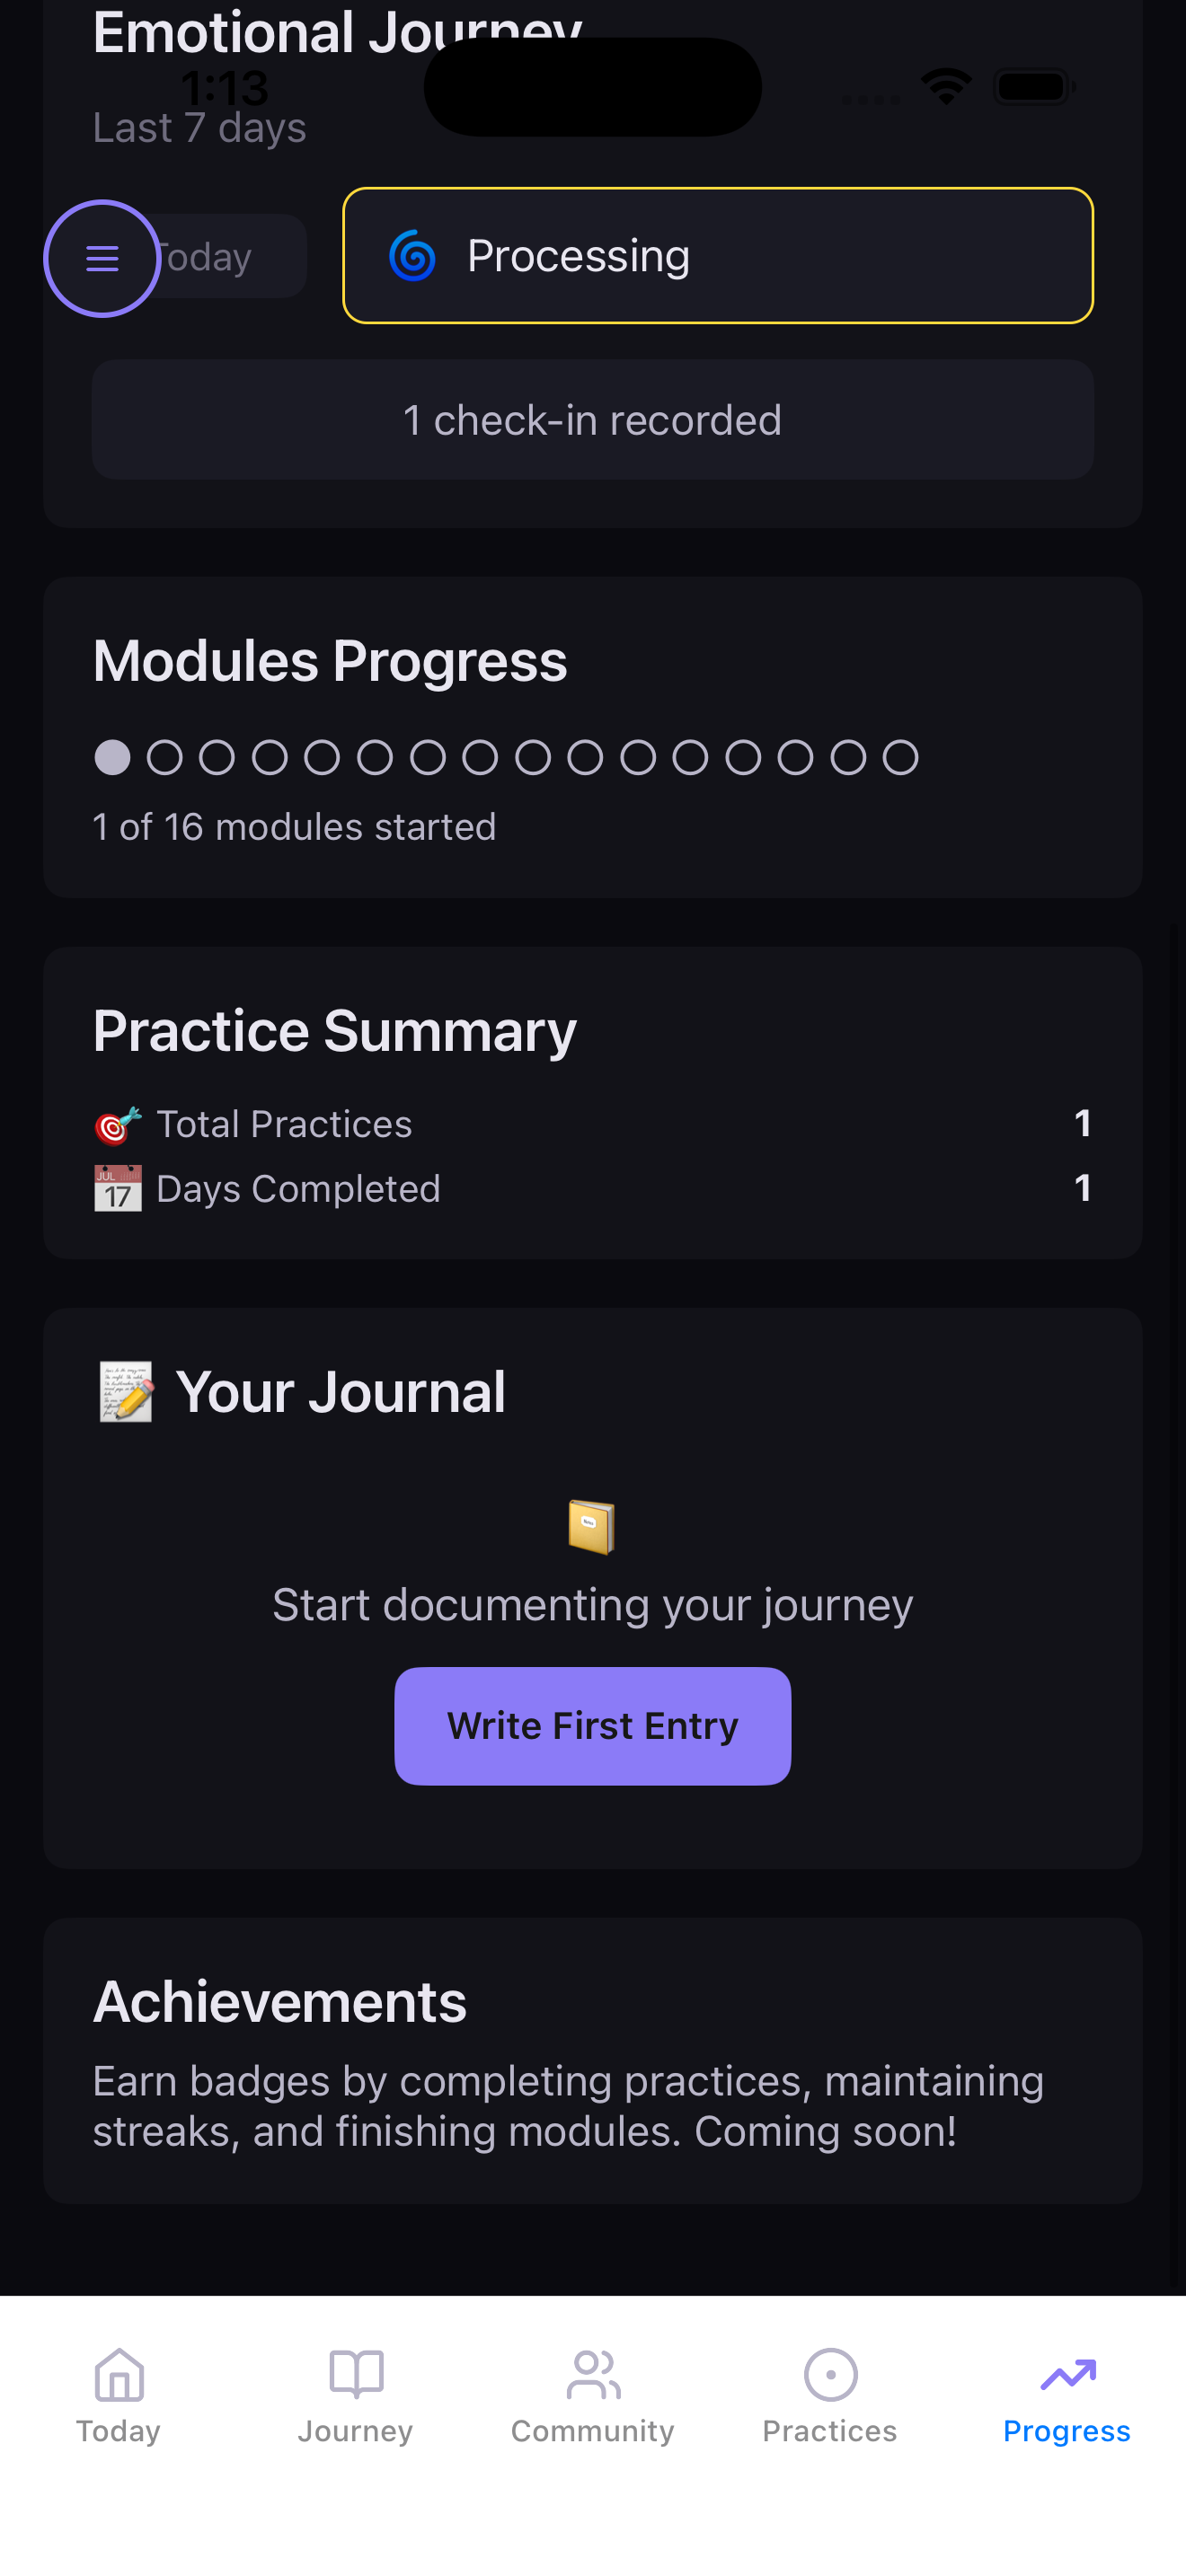 Emotional Journey
1:13
Last 7 days
Today
Processing
1 check-in recorded
Modules Progress
1 of 16 modules started
Practice Summary
Total Practices 1
JUL
17
Days Completed 1
Your Journal
Start documenting your journey
Write First Entry
Achievements
Earn badges by completing practices, maintaining
streaks, and finishing modules. Coming soon!
Today
Journey
Community
Practices
Progress